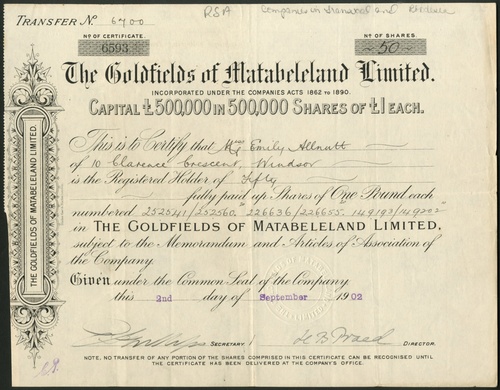 TRANSFER No. 6700
RSA Companies in Transvaal and Rhodesia
No OF CERTIFICATE.
6593
No OF SHARES.
50
The Goldfields of Matabeleland Limited.
INCORPORATED UNDER THE COMPANIES ACTS 1862 TO 1890.
CAPITAL £500,000 IN 500,000 SHARES OF £1 EACH.
This is to Certify that Emily Allnutt
of 10 Clarence Crescent, Windsor
is the Registered Holder of Fifty
fully paid up Shares of One Pound each
numbered 252541/252560. 226636/226655.
in THE GOLDFIELDS OF MATABELELAND LIMITED,
subject to the Memorandum and Articles of Association of
the Company
Given under the Common Seal of the Company
this 2nd day of September 1902
SECRETARY
DIRECTOR.
NOTE. NO TRANSFER OF ANY PORTION OF THE SHARES COMPRISED IN THIS CERTIFICATE CAN BE RECOGNISED UNTIL
THE CERTIFICATE HAS BEEN DELIVERED AT THE COMPANY'S OFFICE.
THE GOLDFIELDS OF MATABELELAND LIMITED.